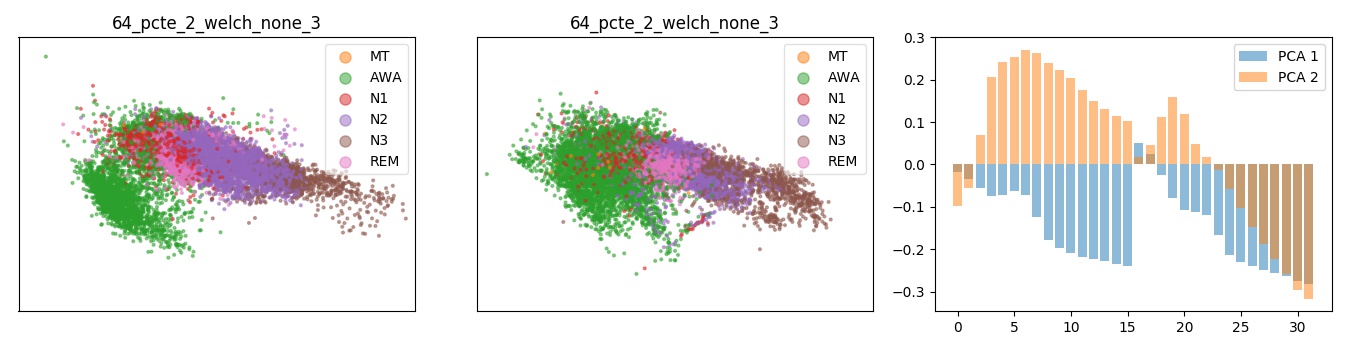 64_pcte_2_welch_none_3
MT
AWA
N1
N2
N3
REM
64_pcte_2_welch_none_3
MT
AWA
N1
N2
N3
REM
0.3
0.2
0.1
0.0
−0.1
−0.2
−0.3
PCA 1
PCA 2
0 5 10 15 20 25 30